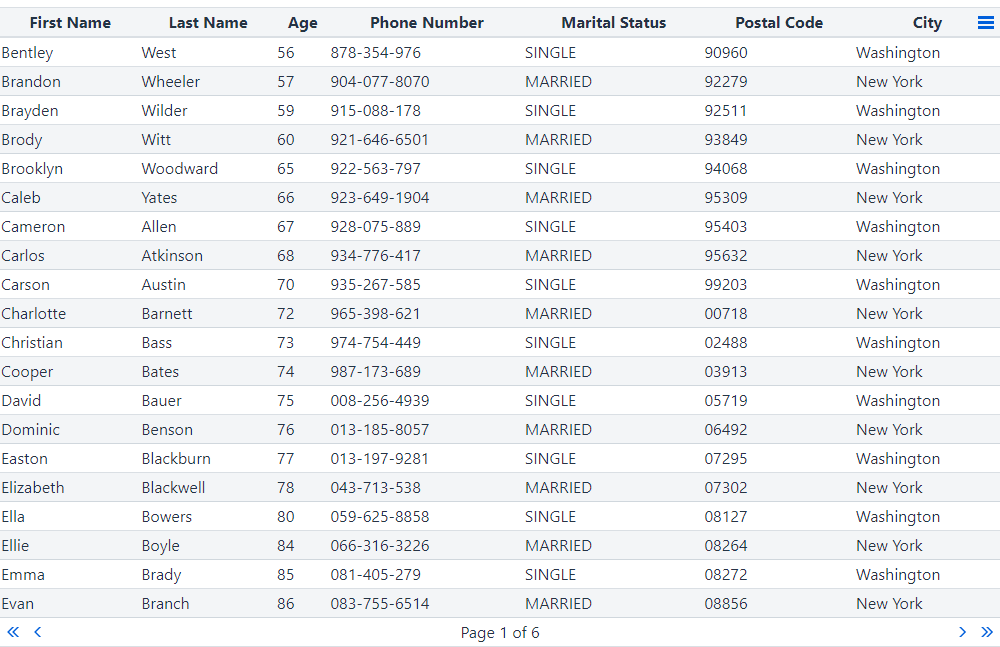 First Name Last Name Age Phone Number Marital Status Postal Code City
Bentley West 56 878-354-976 SINGLE 90960 Washington
Brandon Wheeler 57 904-077-8070 MARRIED 92279 New York
Brayden Wilder 59 915-088-178 SINGLE 92511 Washington
Brody Witt 60 921-646-6501 MARRIED 93849 New York
Brooklyn Woodward 65 922-563-797 SINGLE 94068 Washington
Caleb Yates 66 923-649-1904 MARRIED 95309 New York
Cameron Allen 67 928-075-889 SINGLE 95403 Washington
Carlos Atkinson 68 934-776-417 MARRIED 95632 New York
Carson Austin 70 935-267-585 SINGLE 99203 Washington
Charlotte Barnett 72 965-398-621 MARRIED 00718 New York
Christian Bass 73 974-754-449 SINGLE 02488 Washington
Cooper Bates 74 987-173-689 MARRIED 03913 New York
David Bauer 75 008-256-4939 SINGLE 05719 Washington
Dominic Benson 76 013-185-8057 MARRIED 06492 New York
Easton Blackburn 77 013-197-9281 SINGLE 07295 Washington
Elizabeth Blackwell 78 043-713-538 MARRIED 07302 New York
Ella Bowers 80 059-625-8858 SINGLE 08127 Washington
Ellie Boyle 84 066-316-3226 MARRIED 08264 New York
Emma Brady 85 081-405-279 SINGLE 08272 Washington
Evan Branch 86 083-755-6514 MARRIED 08856 New York
Page 1 of 6